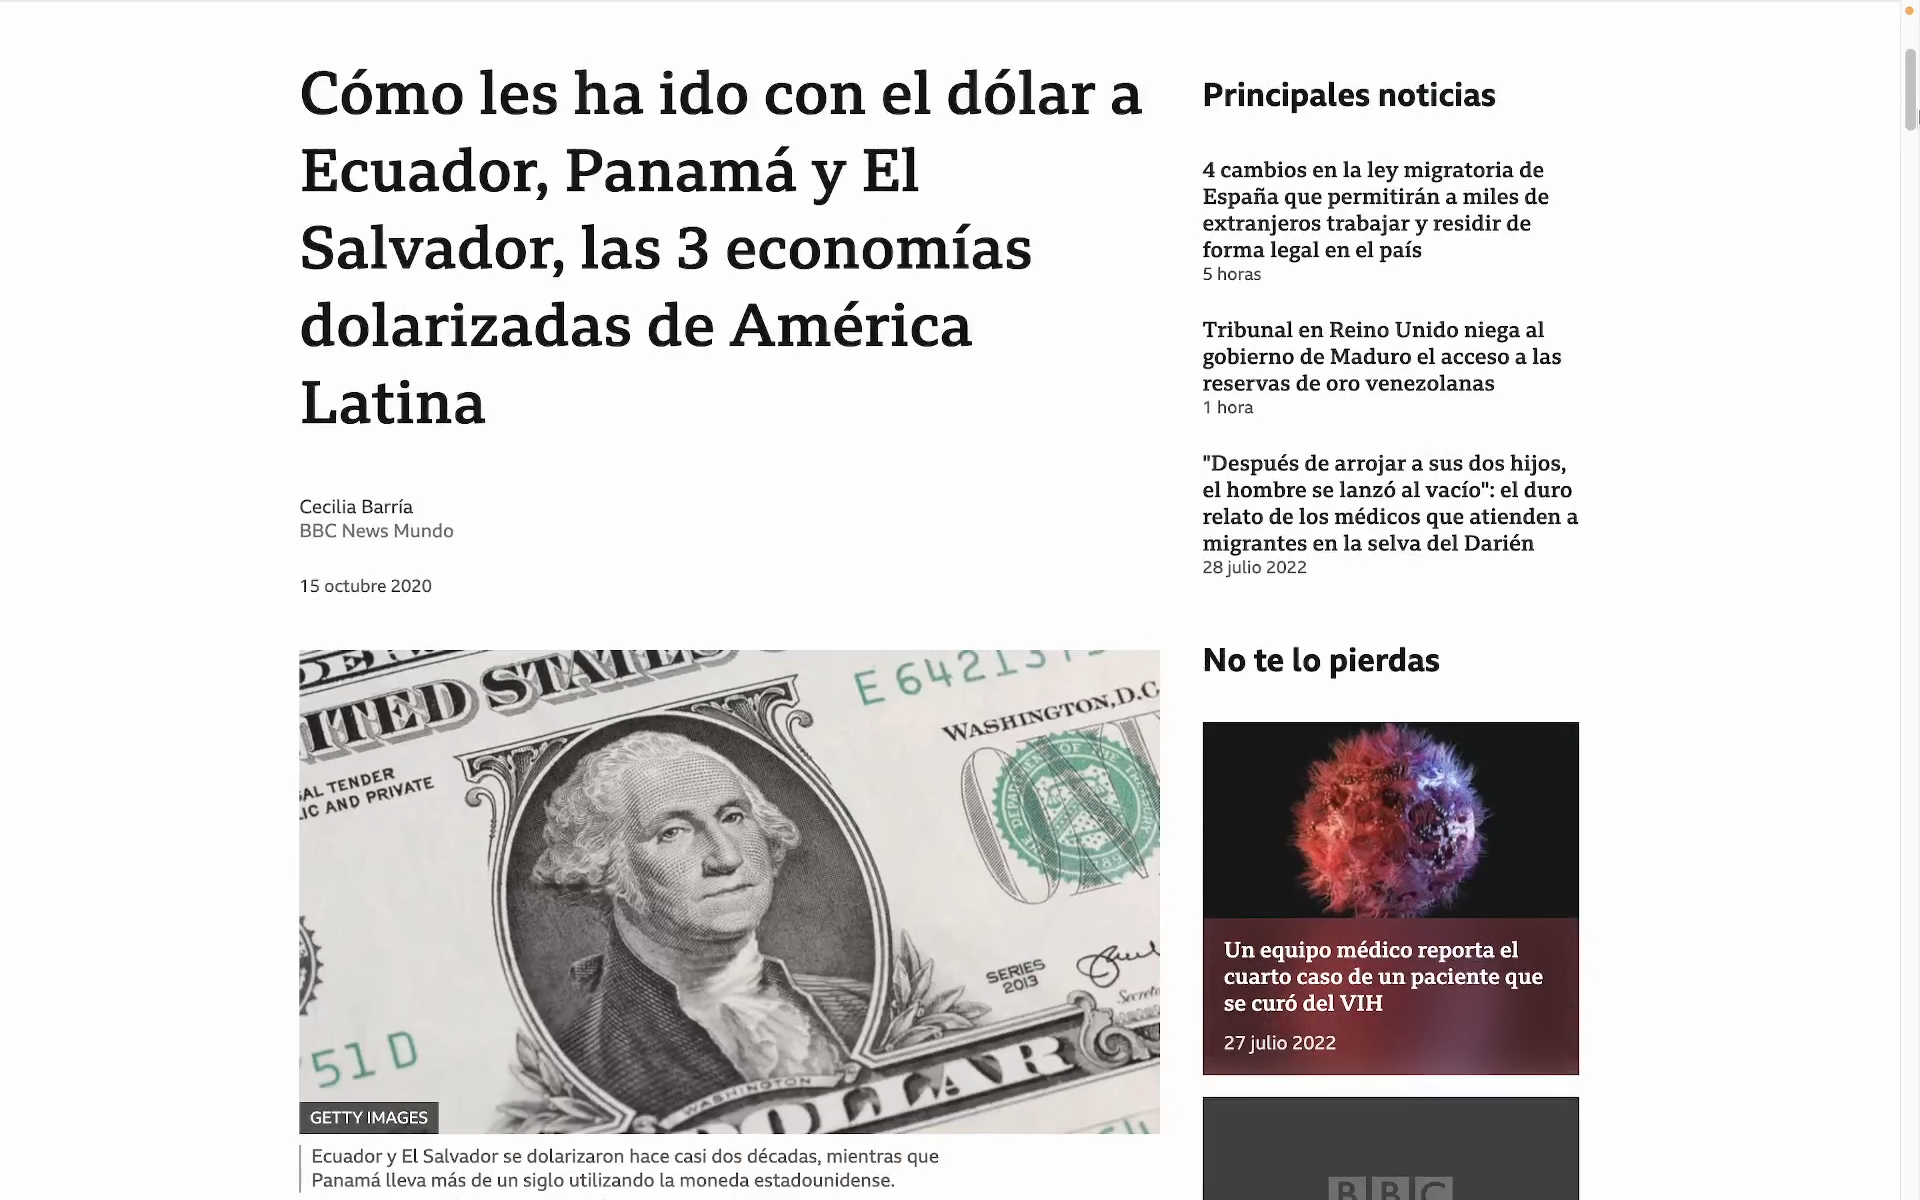 Cómo les ha ido con el dólar a
Ecuador, Panamá y El
Salvador, las 3 economías
dolarizadas de América
Latina
Cecilia Barría
BBC News Mundo
15 octubre 2020
UNITED STATES
WASHINGTON, D.C.
SERIES
2013
WASHINGTON
DOLLAR
51 D
GETTY IMAGES
Ecuador y El Salvador se dolarizaron hace casi dos décadas, mientras que
Panamá lleva más de un siglo utilizando la moneda estadounidense.
Principales noticias
4 cambios en la ley migratoria de
España que permitirán a miles de
extranjeros trabajar y residir de
forma legal en el país
5 horas
Tribunal en Reino Unido niega al
gobierno de Maduro el acceso a las
reservas de oro venezolanas
1 hora
"Después de arrojar a sus dos hijos,
el hombre se lanzó al vacío": el duro
relato de los médicos que atienden a
migrantes en la selva del Darién
28 julio 2022
No te lo pierdas
Un equipo médico reporta el
cuarto caso de un paciente que
se curó del VIH
27 julio 2022
BBC